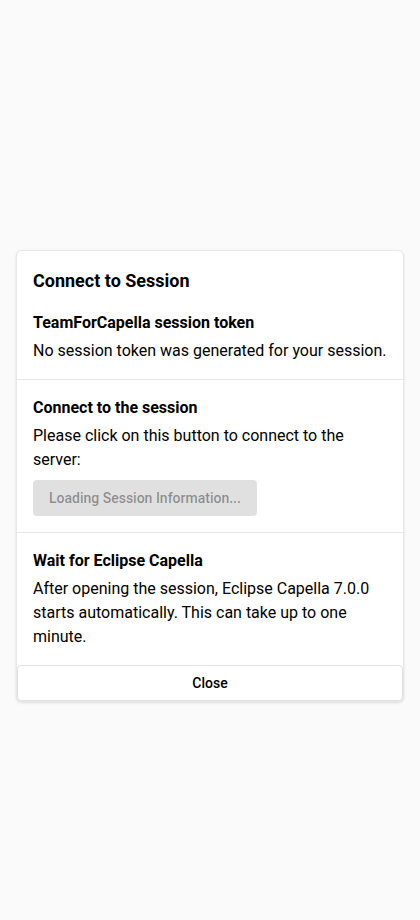 Connect to Session
TeamForCapella session token
No session token was generated for your session.
Connect to the session
Please click on this button to connect to the
server:
Loading Session Information...
Wait for Eclipse Capella
After opening the session, Eclipse Capella 7.0.0
starts automatically. This can take up to one
minute.
Close